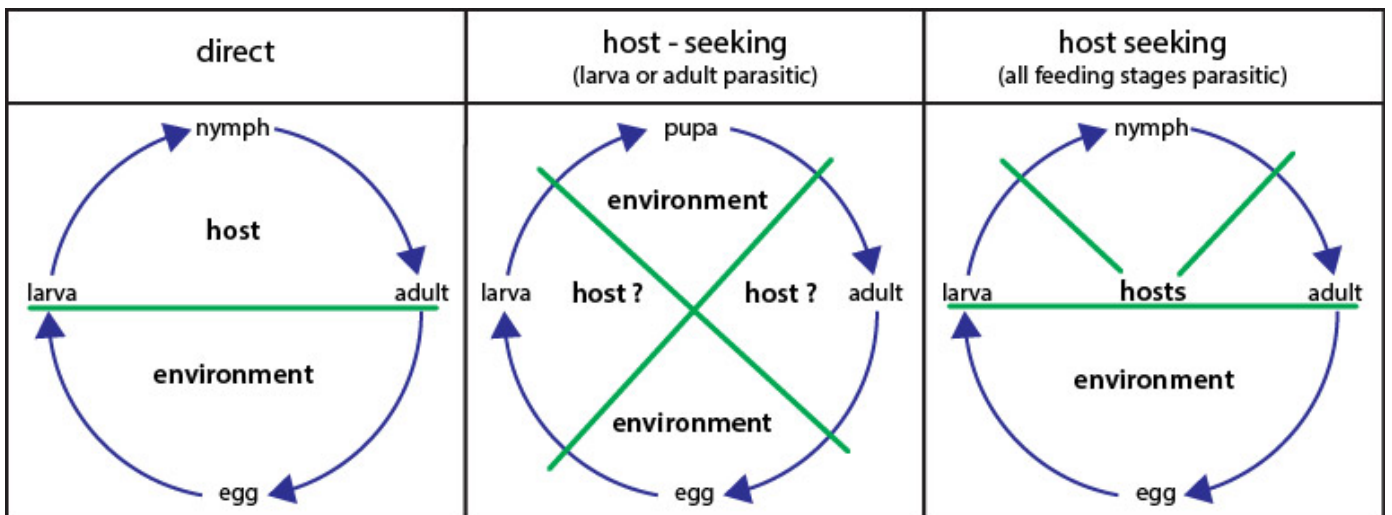 direct
host - seeking
(larva or adult parasitic)
host seeking
(all feeding stages parasitic)
nymph
host
larva
adult
environment
egg
pupa
environment
larva
host ?
host ?
adult
environment
egg
nymph
larva
hosts
adult
environment
egg